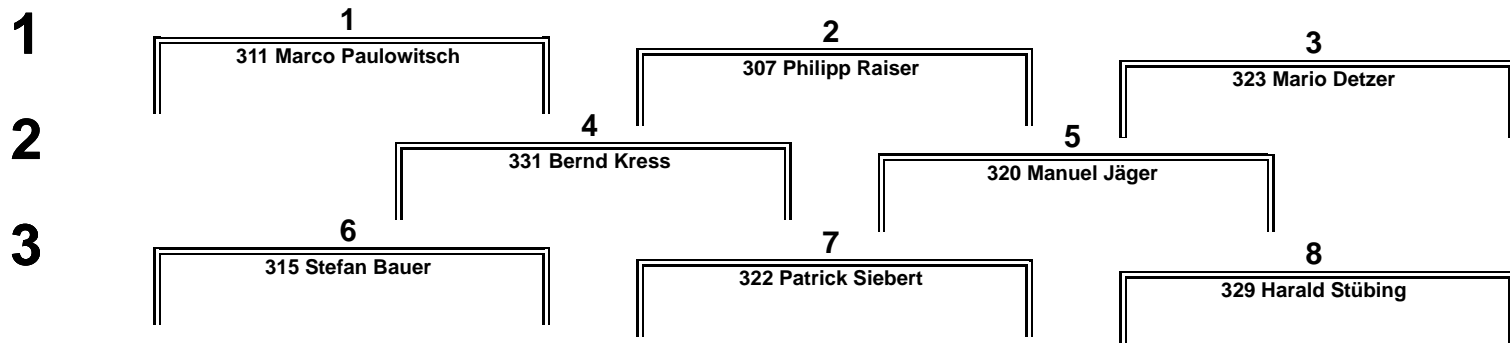 1
1
2
3
311 Marco Paulowitsch
307 Philipp Raiser
323 Mario Detzer
2
4
5
331 Bernd Kress
320 Manuel Jäger
3
6
7
8
315 Stefan Bauer
322 Patrick Siebert
329 Harald Stübing